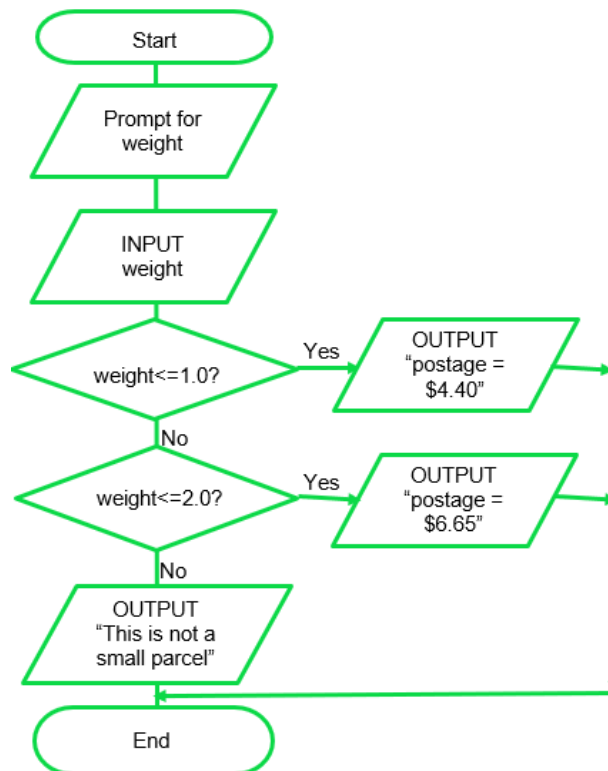 Start
Prompt for
weight
INPUT
weight
weight<=1.0?
Yes
OUTPUT
“postage =
$4.40”
No
weight<=2.0?
Yes
OUTPUT
“postage =
$6.65”
No
OUTPUT
“This is not a
small parcel”
End